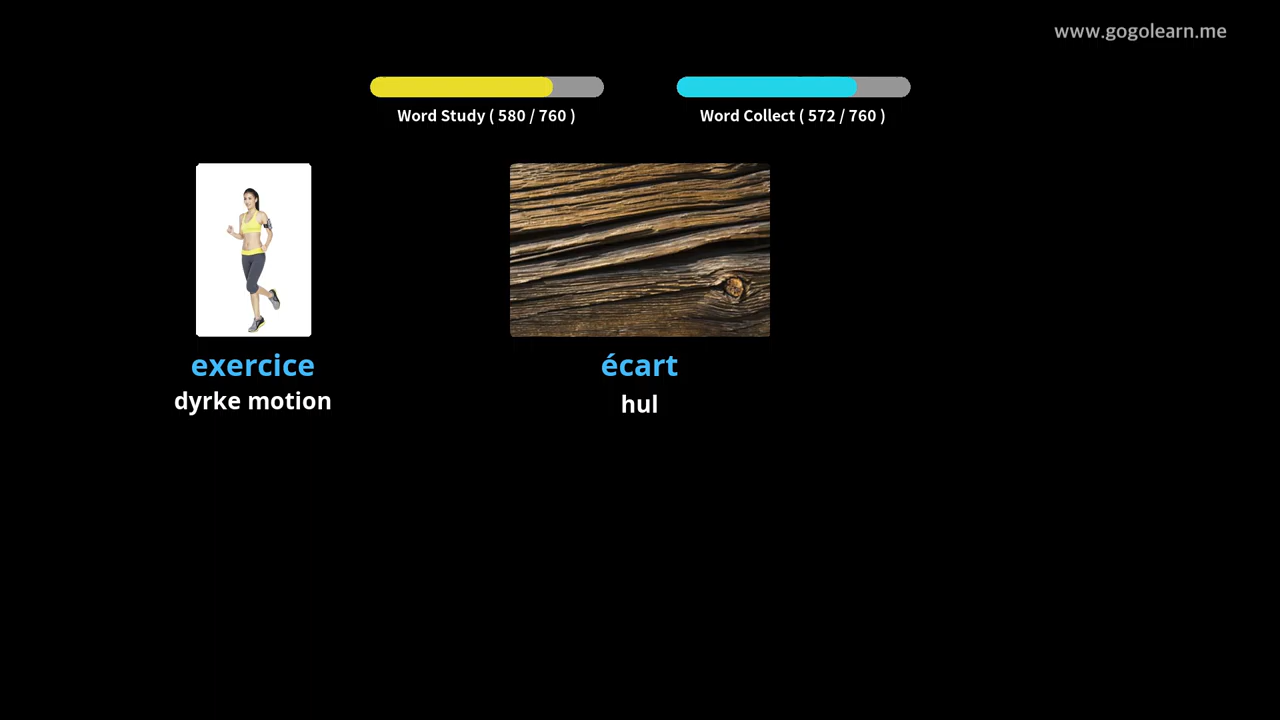 www.gogolearn.me
Word Study ( 580 / 760 )
Word Collect ( 572 / 760 )
exercice
dyrke motion
écart
hul